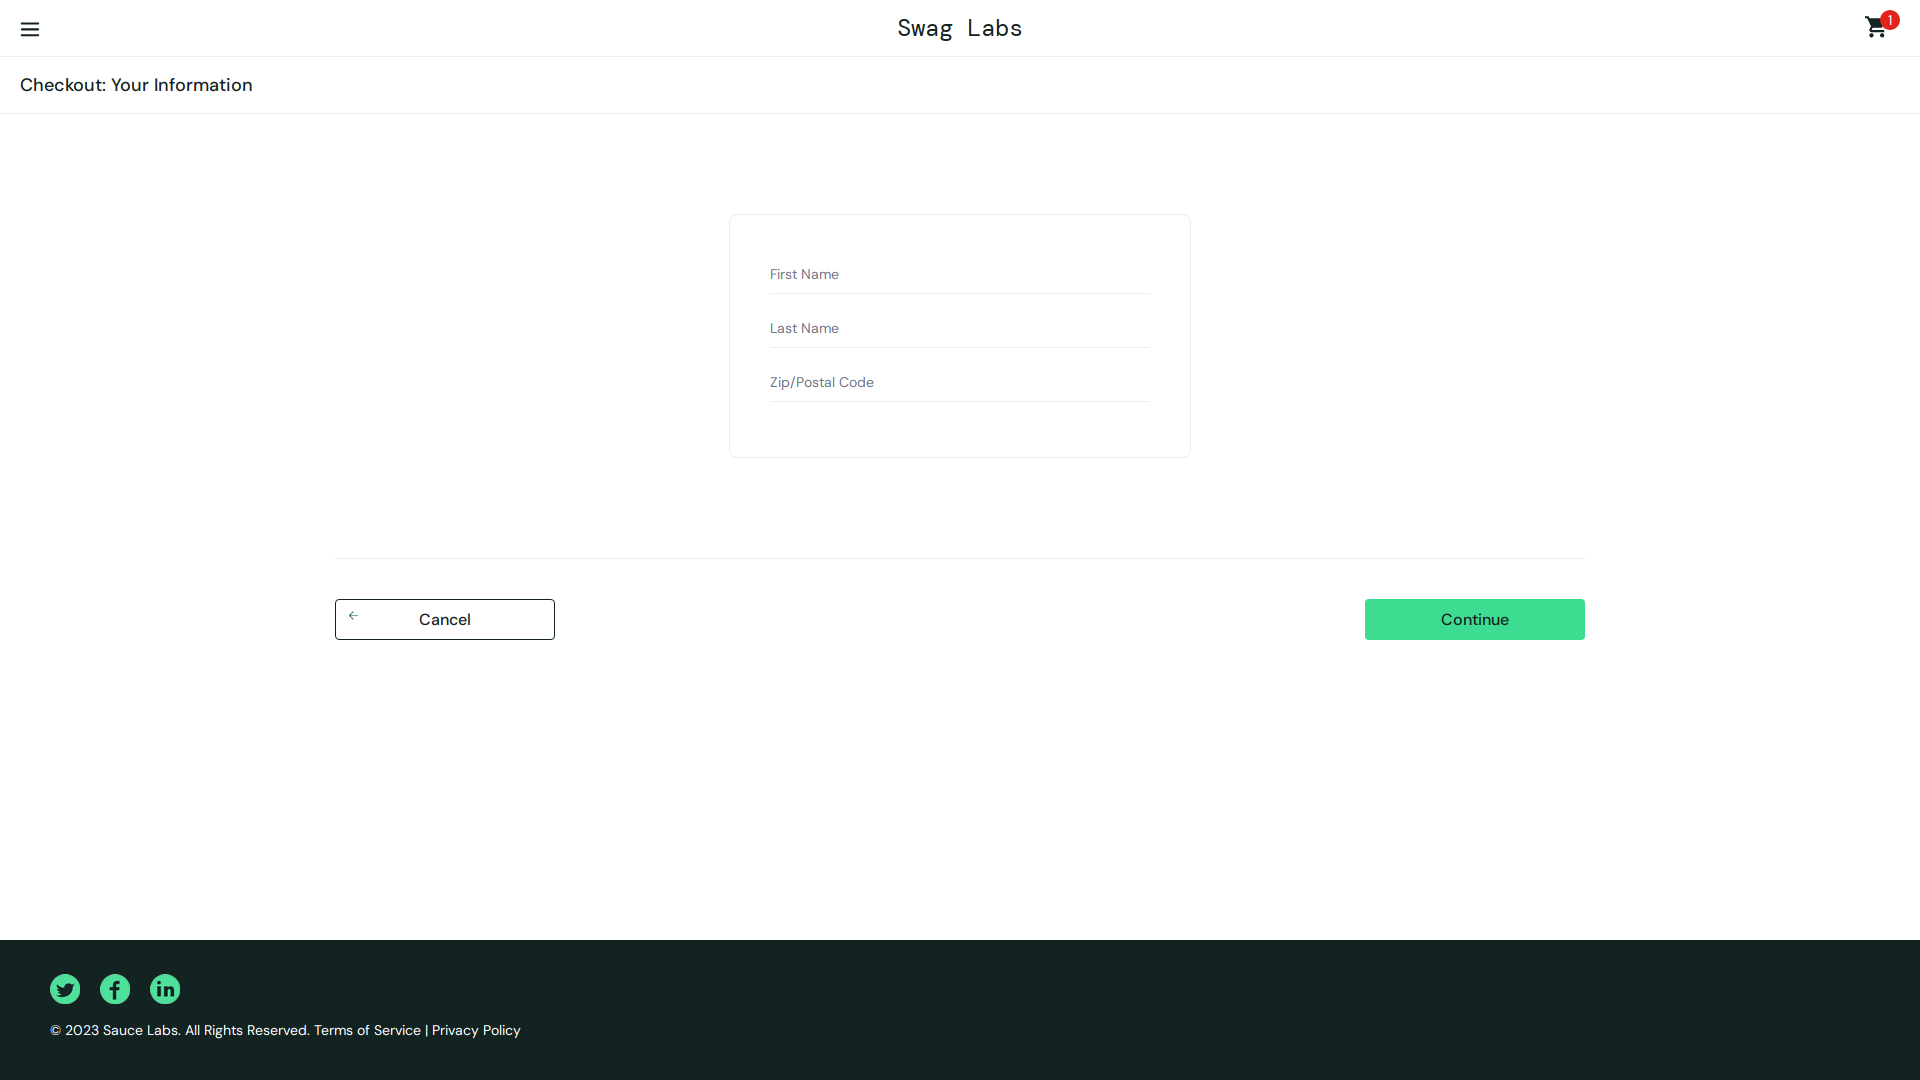 Swag Labs
1
Checkout: Your Information
First Name
Last Name
Zip/Postal Code
Cancel
Continue
© 2023 Sauce Labs. All Rights Reserved. Terms of Service | Privacy Policy